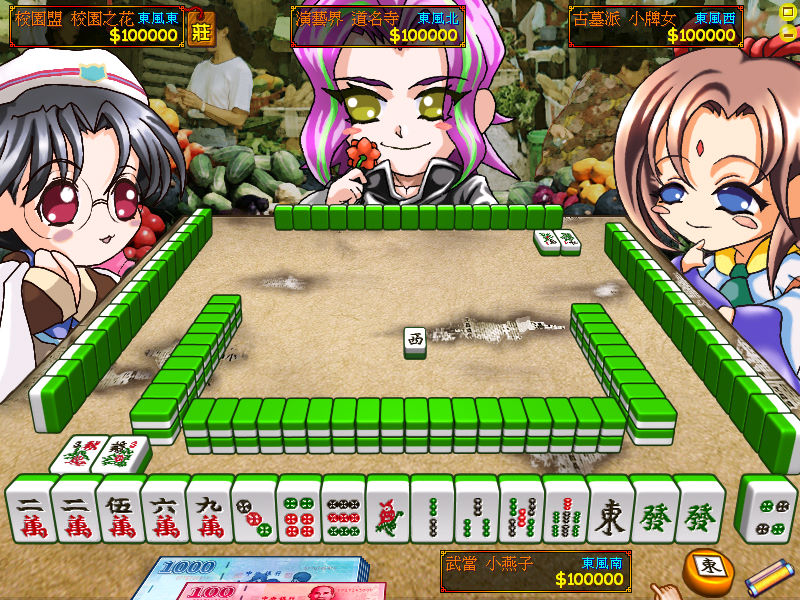 校園盟 校園之花 東風東
$100000
莊
演藝界 道名寺 東風北
$100000
古墓派 小牌女 東風西
$100000
西
二萬 二萬 伍萬 六萬 九萬 東 發 發
武當 小燕子 東風南
$100000
東
1000
100